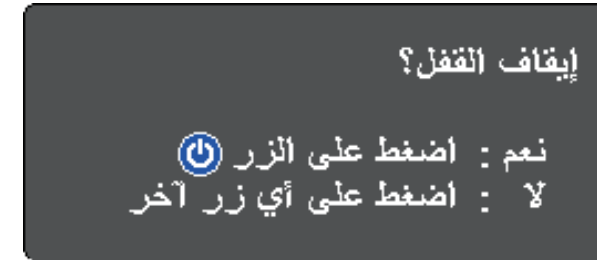 إيقاف القفل؟
نعم : اضغط على الزر
لا : اضغط على أي زر آخر